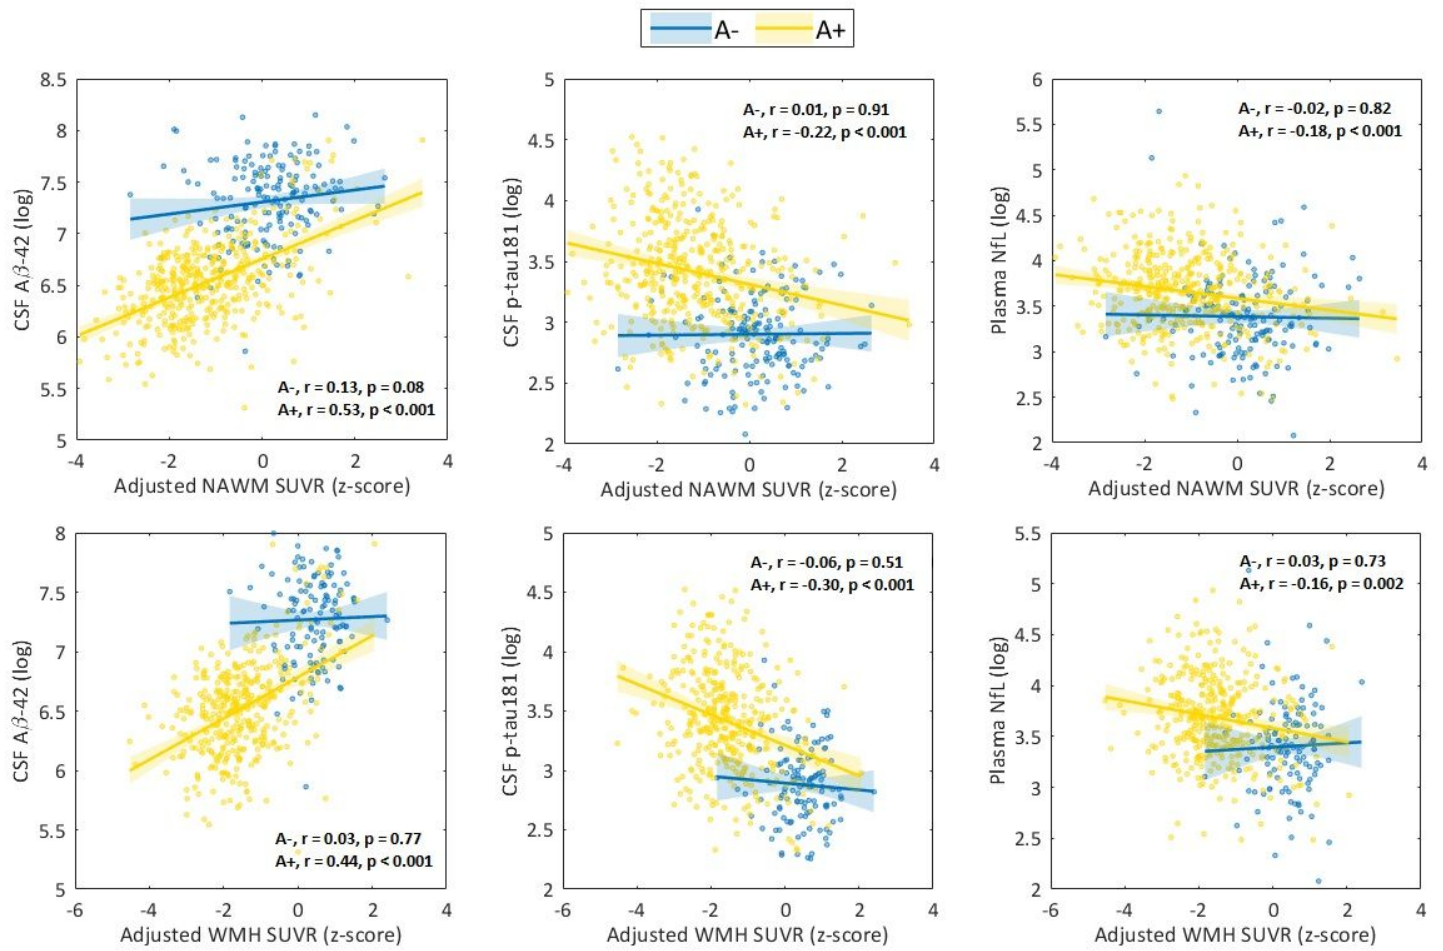 A- A+
8.5
8
7.5
7
6.5
6
5.5
5
CSF Aβ-42 (log)
A-, r = 0.13, p = 0.08
A+, r = 0.53, p < 0.001
-4 -2 0 2 4
Adjusted NAWM SUVR (z-score)
5
4.5
4
3.5
3
2.5
2
CSF p-tau181 (log)
A-, r = 0.01, p = 0.91
A+, r = -0.22, p < 0.001
-4 -2 0 2 4
Adjusted NAWM SUVR (z-score)
6
5.5
5
4.5
4
3.5
3
2.5
2
Plasma NfL (log)
A-, r = -0.02, p = 0.82
A+, r = -0.18, p < 0.001
-4 -2 0 2 4
Adjusted NAWM SUVR (z-score)
8
7.5
7
6.5
6
5.5
5
CSF Aβ-42 (log)
A-, r = 0.03, p = 0.77
A+, r = 0.44, p < 0.001
-6 -4 -2 0 2 4
Adjusted WMH SUVR (z-score)
5
4.5
4
3.5
3
2.5
2
CSF p-tau181 (log)
A-, r = -0.06, p = 0.51
A+, r = -0.30, p < 0.001
-6 -4 -2 0 2 4
Adjusted WMH SUVR (z-score)
5.5
5
4.5
4
3.5
3
2.5
2
Plasma NfL (log)
A-, r = 0.03, p = 0.73
A+, r = -0.16, p = 0.002
-6 -4 -2 0 2 4
Adjusted WMH SUVR (z-score)